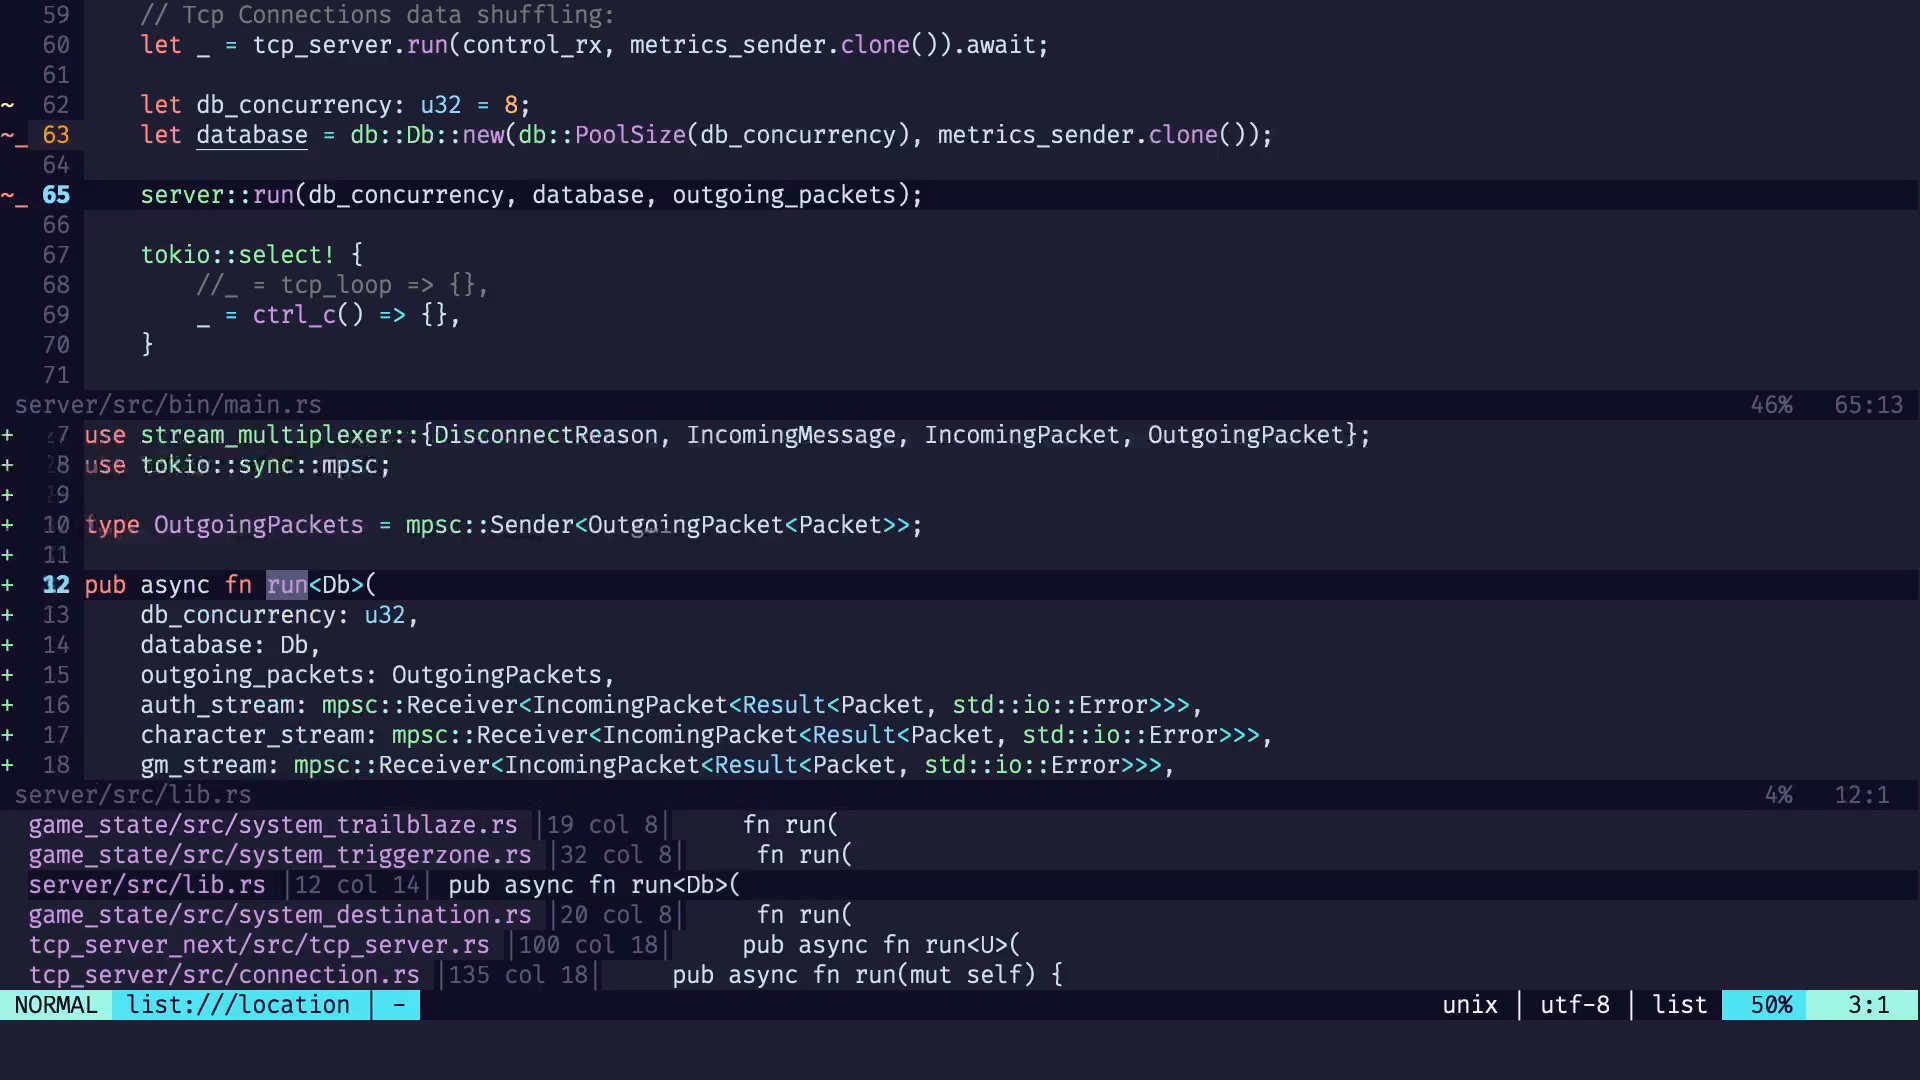 59 // Tcp Connections data shuffling:
60 let _ = tcp_server.run(control_rx, metrics_sender.clone()).await;
61
~ 62 let db_concurrency: u32 = 8;
~_ 63 let database = db::Db::new(db::PoolSize(db_concurrency), metrics_sender.clone());
64
~_ 65 server::run(db_concurrency, database, outgoing_packets);
66
67 tokio::select! {
68 //_ = tcp_loop => {},
69 _ = ctrl_c() => {},
70 }
71
server/src/bin/main.rs 46% 65:13
+ 7 use stream_multiplexer::{DisconnectReason, IncomingMessage, IncomingPacket, OutgoingPacket};
+ 8 use tokio::sync::mpsc;
+ 9
+ 10 type OutgoingPackets = mpsc::Sender<OutgoingPacket<Packet>>;
+ 11
+ 12 pub async fn run<Db>(
+ 13 db_concurrency: u32,
+ 14 database: Db,
+ 15 outgoing_packets: OutgoingPackets,
+ 16 auth_stream: mpsc::Receiver<IncomingPacket<Result<Packet, std::io::Error>>>,
+ 17 character_stream: mpsc::Receiver<IncomingPacket<Result<Packet, std::io::Error>>>,
+ 18 gm_stream: mpsc::Receiver<IncomingPacket<Result<Packet, std::io::Error>>>,
server/src/lib.rs 4% 12:1
game_state/src/system_trailblaze.rs |19 col 8| fn run(
game_state/src/system_triggerzone.rs |32 col 8| fn run(
server/src/lib.rs |12 col 14| pub async fn run<Db>(
game_state/src/system_destination.rs |20 col 8| fn run(
tcp_server_next/src/tcp_server.rs |100 col 18| pub async fn run<U>(
tcp_server/src/connection.rs |135 col 18| pub async fn run(mut self) {
NORMAL list:///location | - unix | utf-8 | list 50% 3:1